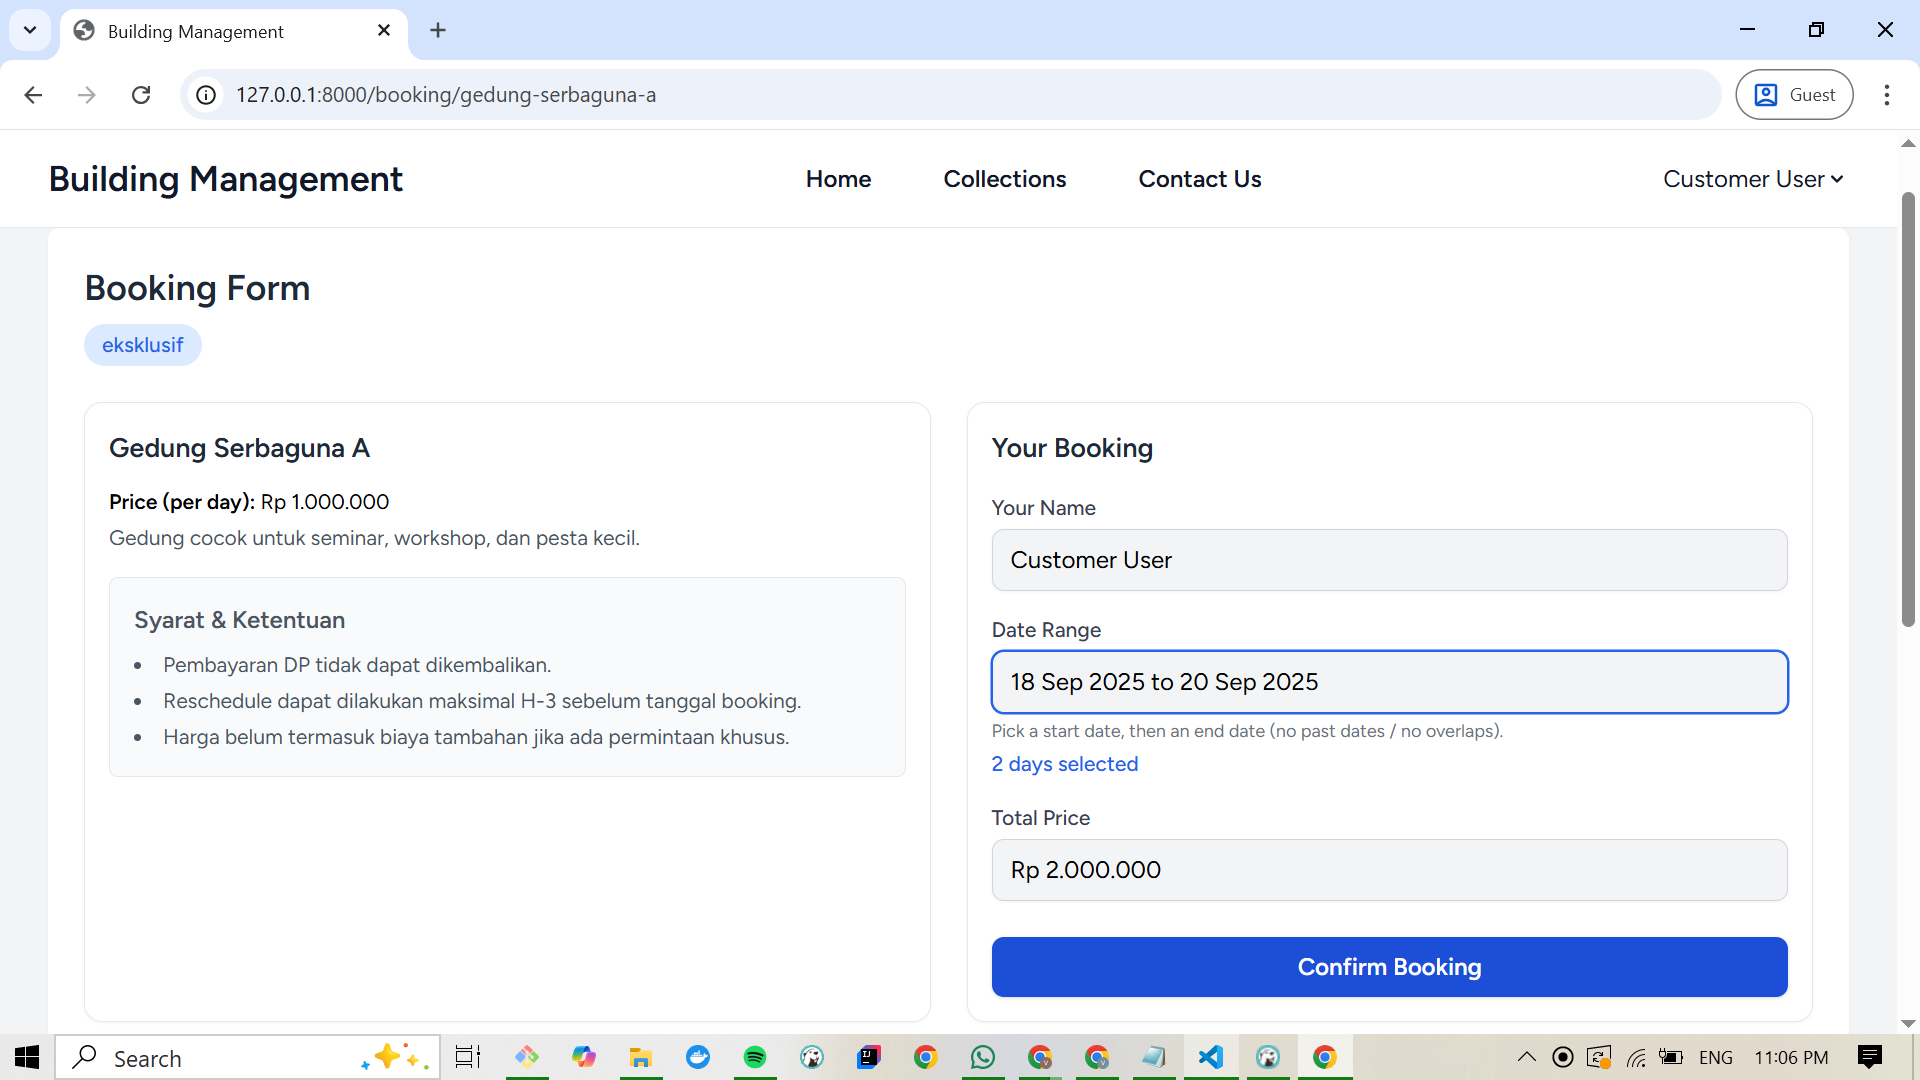 Building Management
127.0.0.1:8000/booking/gedung-serbaguna-a
Guest
Building Management
Home
Collections
Contact Us
Customer User
Booking Form
eksklusif
Gedung Serbaguna A
Price (per day): Rp 1.000.000
Gedung cocok untuk seminar, workshop, dan pesta kecil.
Syarat & Ketentuan
• Pembayaran DP tidak dapat dikembalikan.
• Reschedule dapat dilakukan maksimal H-3 sebelum tanggal booking.
• Harga belum termasuk biaya tambahan jika ada permintaan khusus.
Your Booking
Your Name
Customer User
Date Range
18 Sep 2025 to 20 Sep 2025
Pick a start date, then an end date (no past dates / no overlaps).
2 days selected
Total Price
Rp 2.000.000
Confirm Booking
Search
ENG
11:06 PM